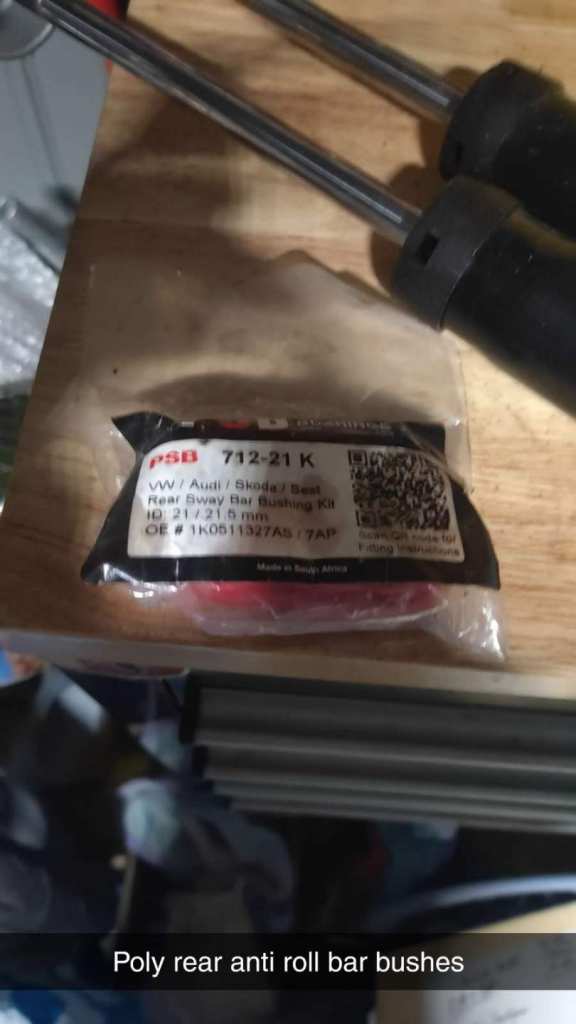 BUSHINGS
PSB 712-21 K
VW / Audi / Skoda / Seat
Rear Sway Bar Bushing Kit
ID: 21 / 21.5 mm
OE # 1K0511327AS / 7AP
Scan QR code for
Fitting Instructions
Made in South Africa
Poly rear anti roll bar bushes